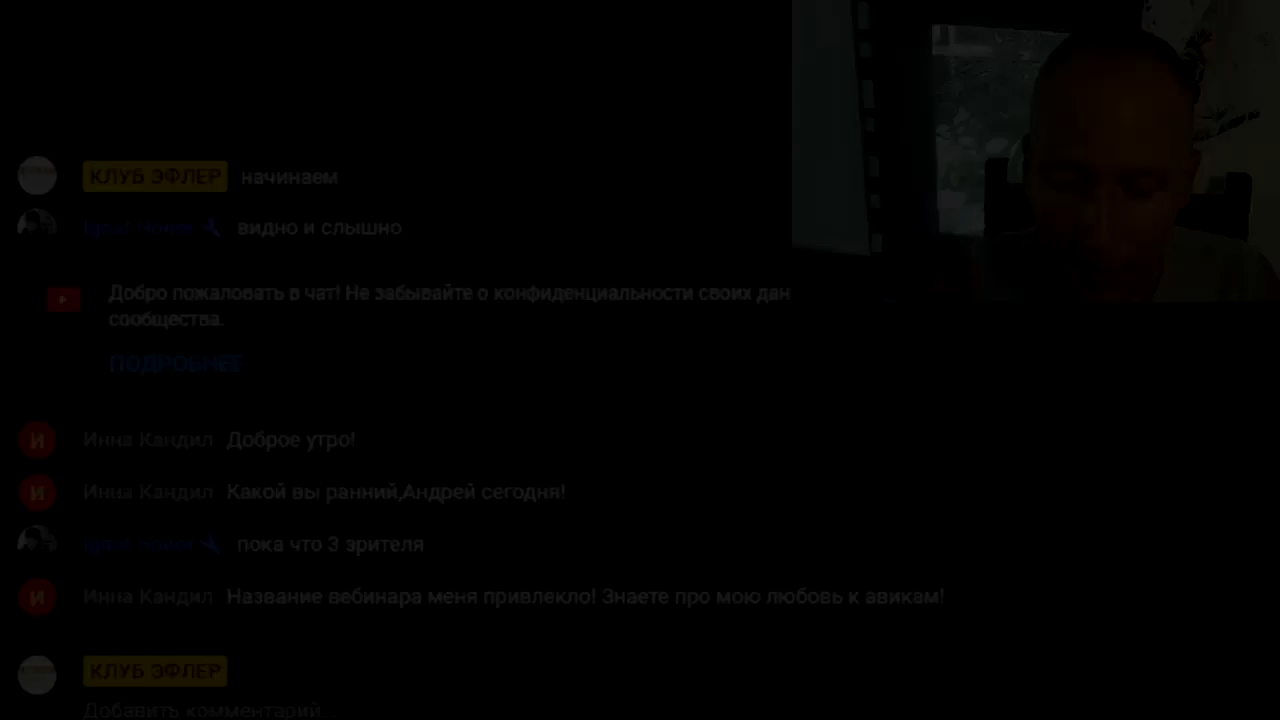 КЛУБ ЭФЛЕР начинаем
видно и слышно
Добро пожаловать в чат! Не забывайте о конфиденциальности своих дан
сообщества.
ПОДРОБНЕЕ
И Инна Кандил Доброе утро!
И Инна Кандил Какой вы ранний,Андрей сегодня!
пока что 3 зрителя
И Инна Кандил Название вебинара меня привлекло! Знаете про мою любовь к авикам!
КЛУБ ЭФЛЕР
Добавить комментарий...